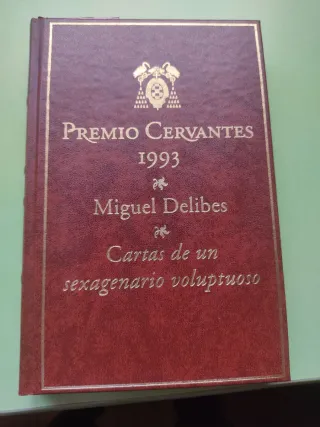 PREMIO CERVANTES
1993
Miguel Delibes
Cartas de un
sexagenario voluptuoso